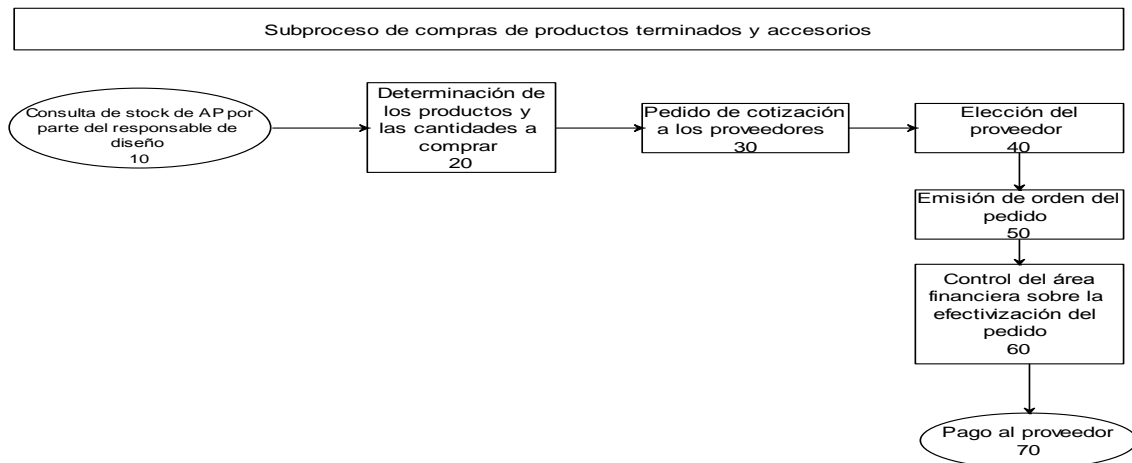 Subproceso de compras de productos terminados y accesorios
Consulta de stock de AP por
parte del responsable de
diseño
10
Determinación de
los productos y
las cantidades a
comprar
20
Pedido de cotización
a los proveedores
30
Elección del
proveedor
40
Emisión de orden del
pedido
50
Control del área
financiera sobre la
efectivización del
pedido
60
Pago al proveedor
70